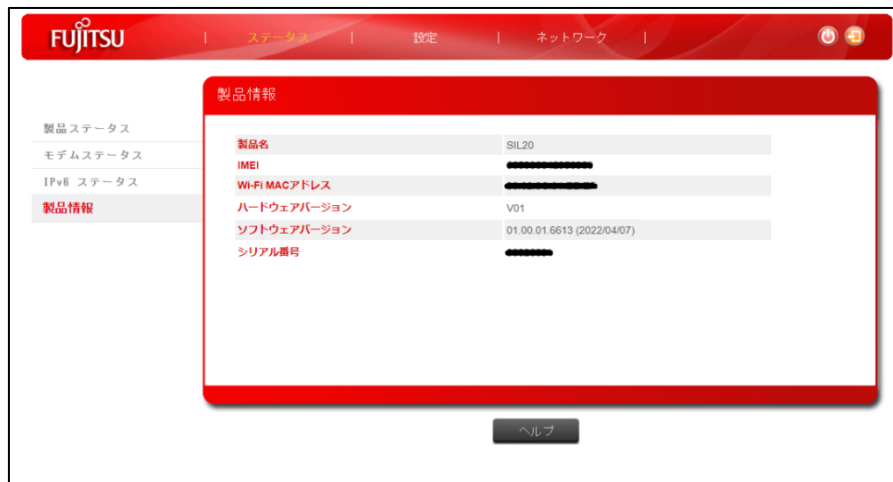 FUJITSU
ステータス | 設定 | ネットワーク |
製品情報
製品ステータス
モデムステータス
IPv6 ステータス
製品情報
製品名 SIL20
IMEI
Wi-Fi MACアドレス
ハードウェアバージョン V01
ソフトウェアバージョン 01.00.01.6613 (2022/04/07)
シリアル番号
ヘルプ